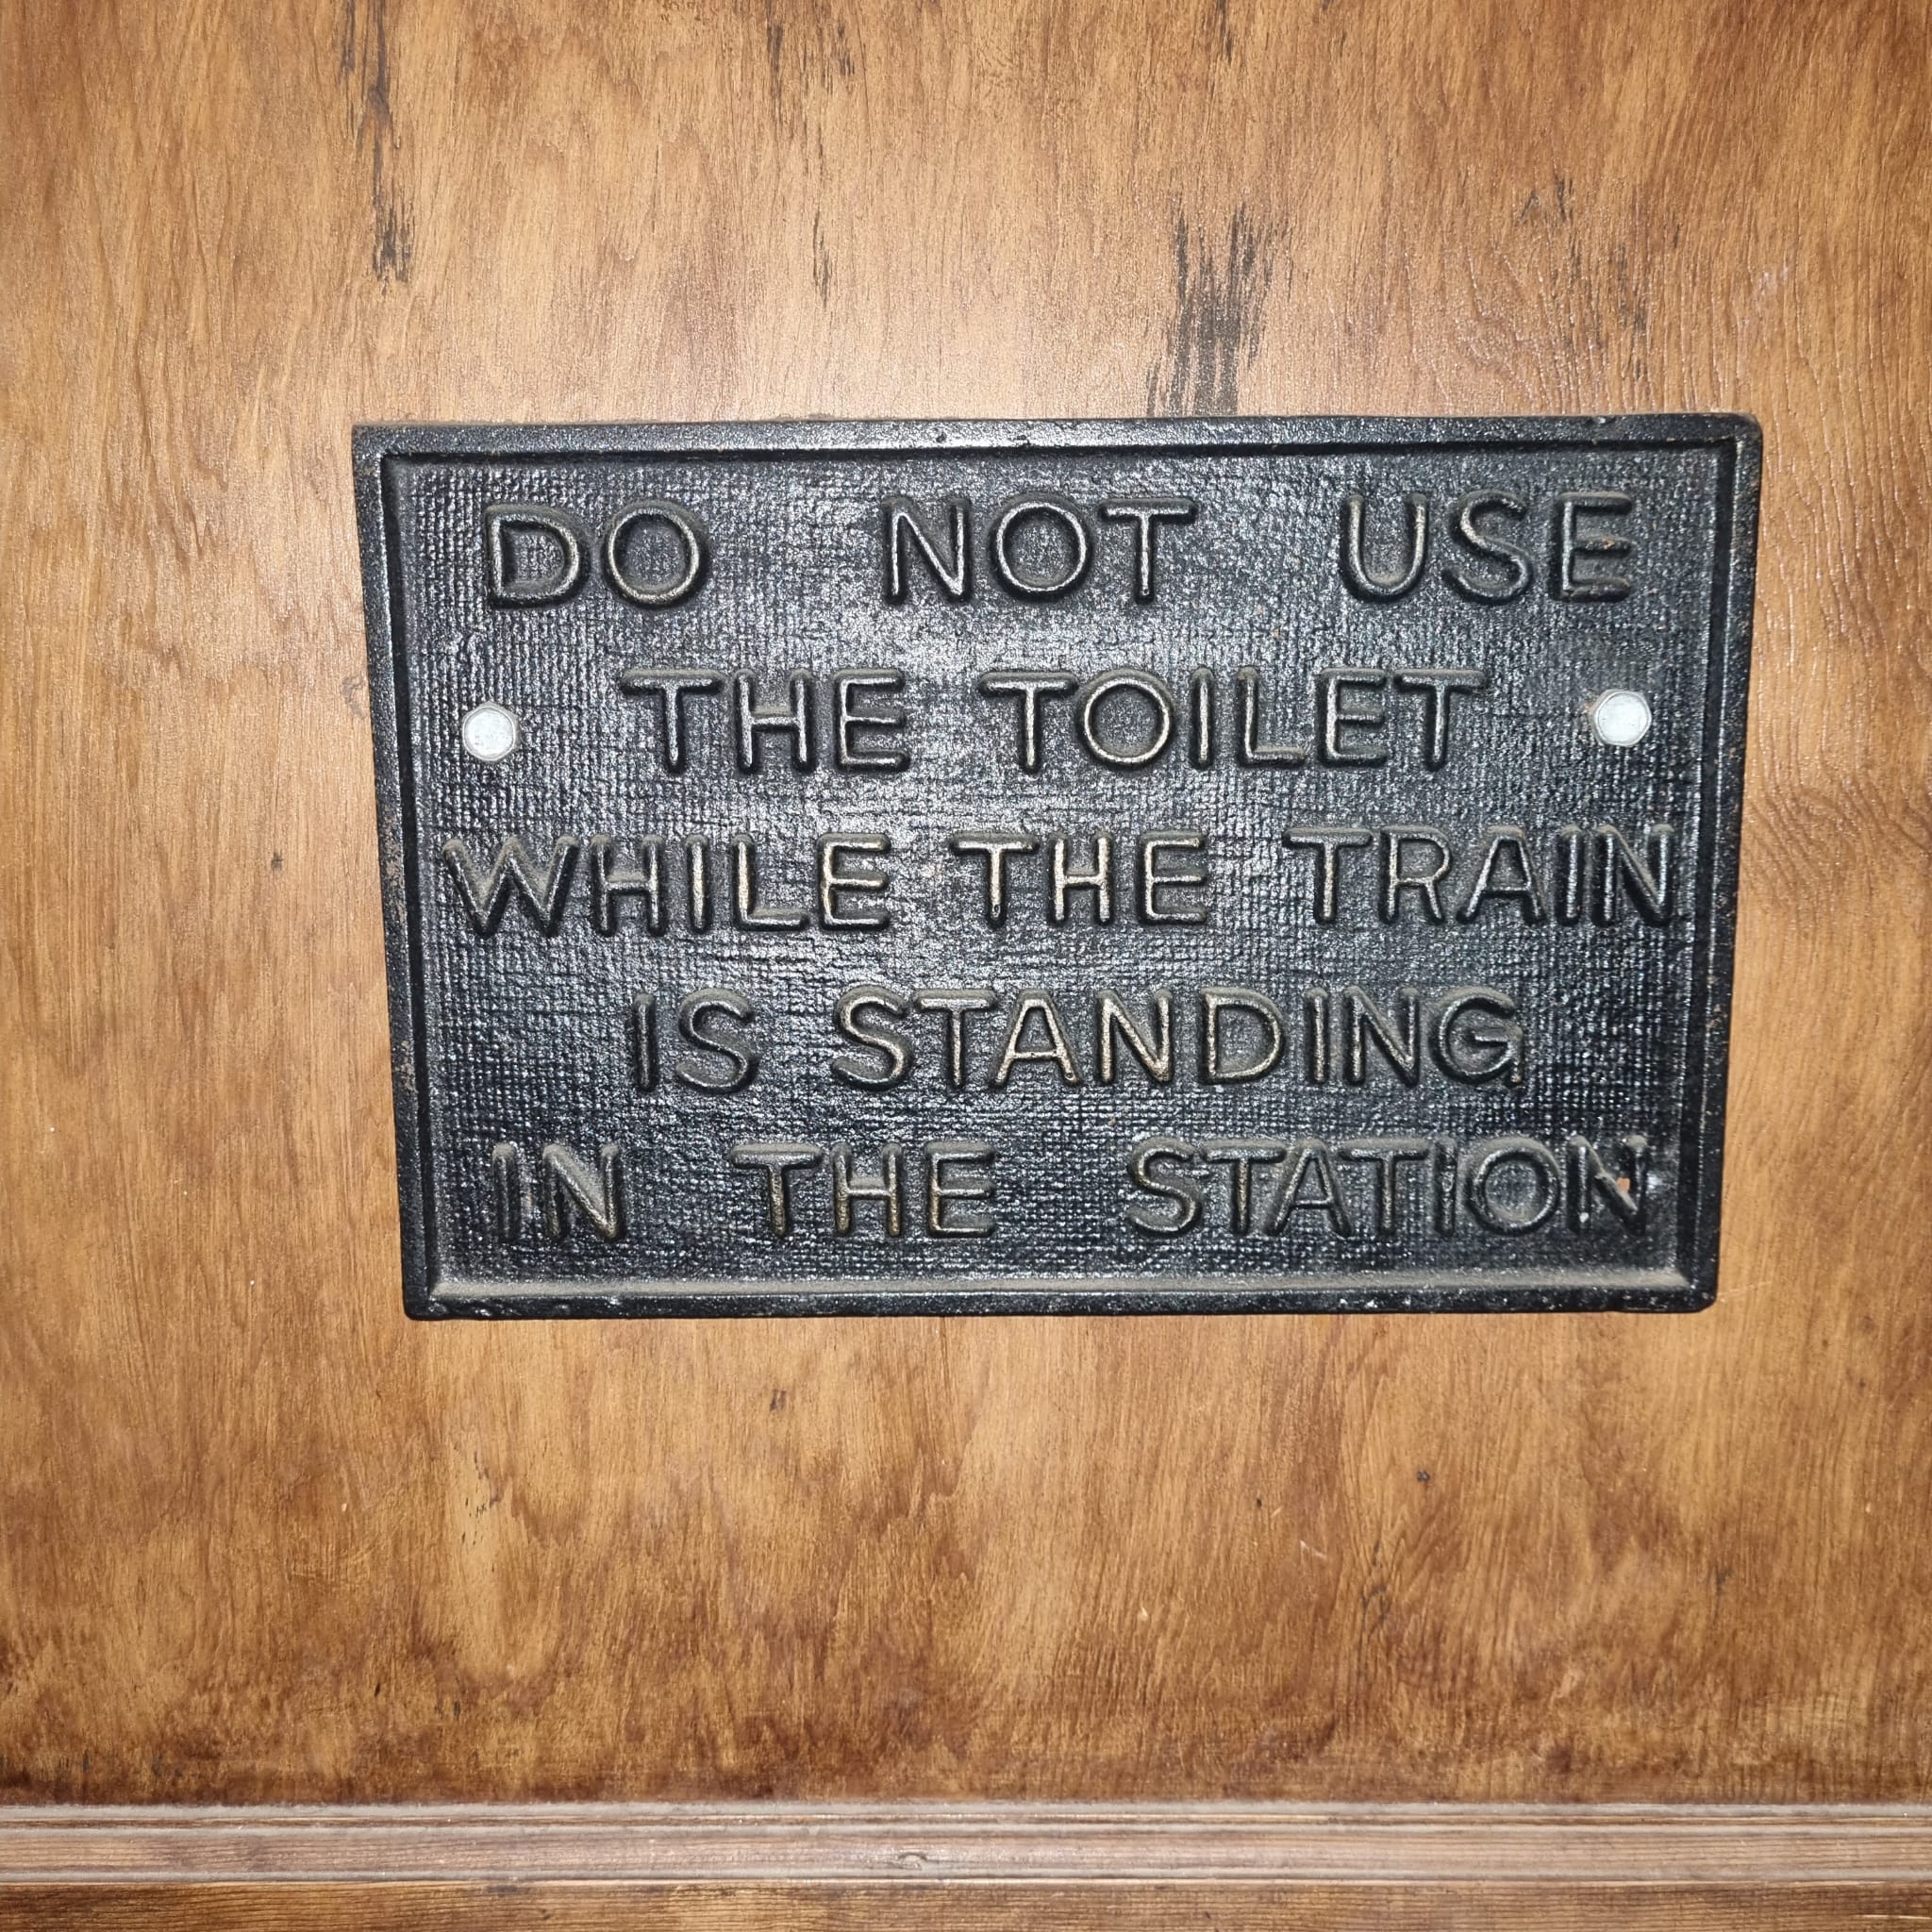 DO NOT USE
THE TOILET
WHILE THE TRAIN
IS STANDING
IN THE STATION